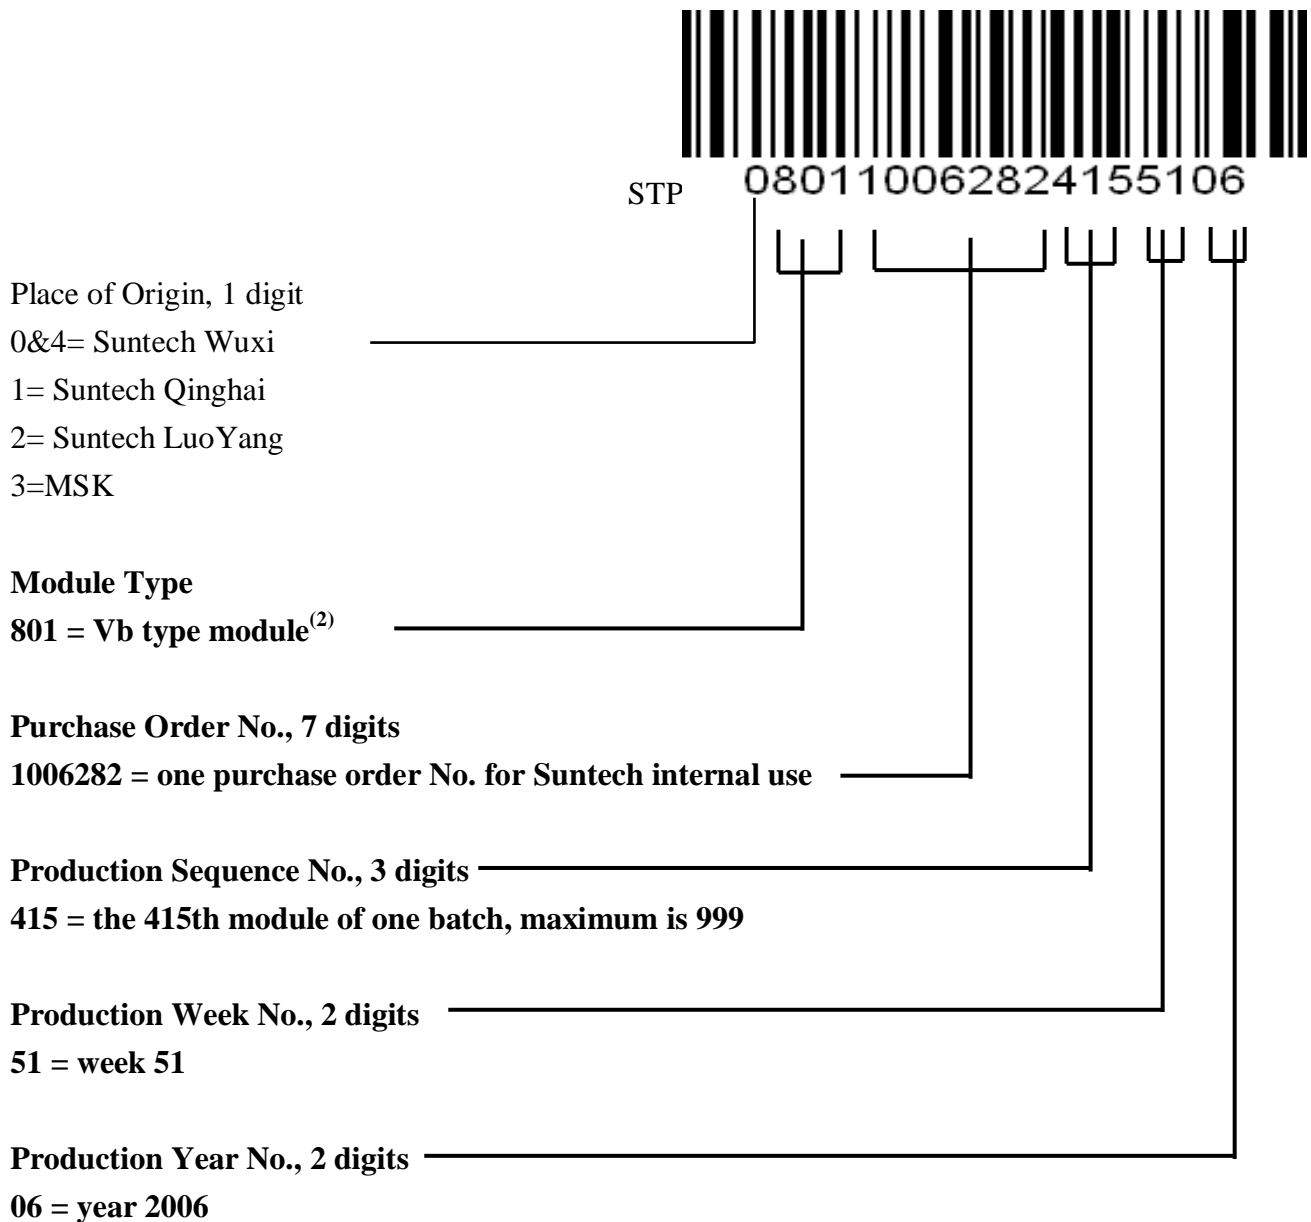 STP 080110062824155106
Place of Origin, 1 digit
0&4= Suntech Wuxi
1= Suntech Qinghai
2= Suntech LuoYang
3=MSK
Module Type
801 = Vb type module(2)
Purchase Order No., 7 digits
1006282 = one purchase order No. for Suntech internal use
Production Sequence No., 3 digits
415 = the 415th module of one batch, maximum is 999
Production Week No., 2 digits
51 = week 51
Production Year No., 2 digits
06 = year 2006